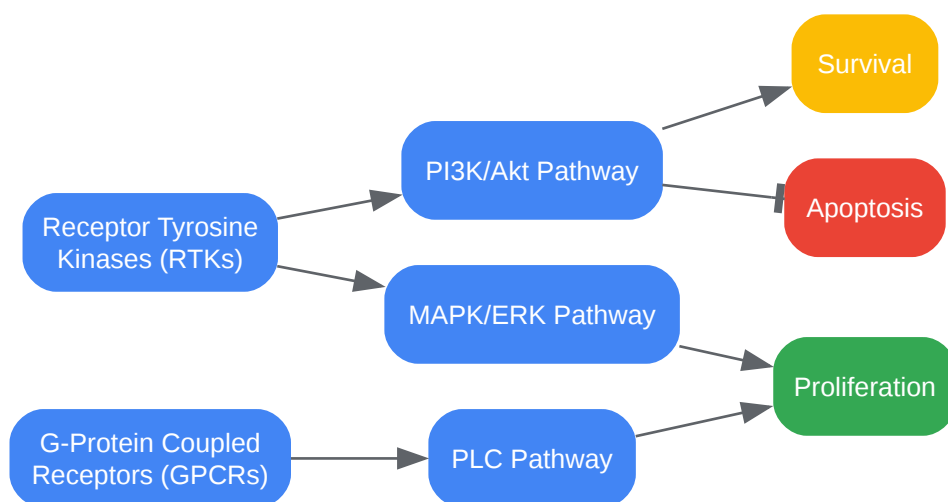 Survival
PI3K/Akt Pathway
Apoptosis
Receptor Tyrosine
Kinases (RTKs)
MAPK/ERK Pathway
Proliferation
G-Protein Coupled
Receptors (GPCRs)
PLC Pathway